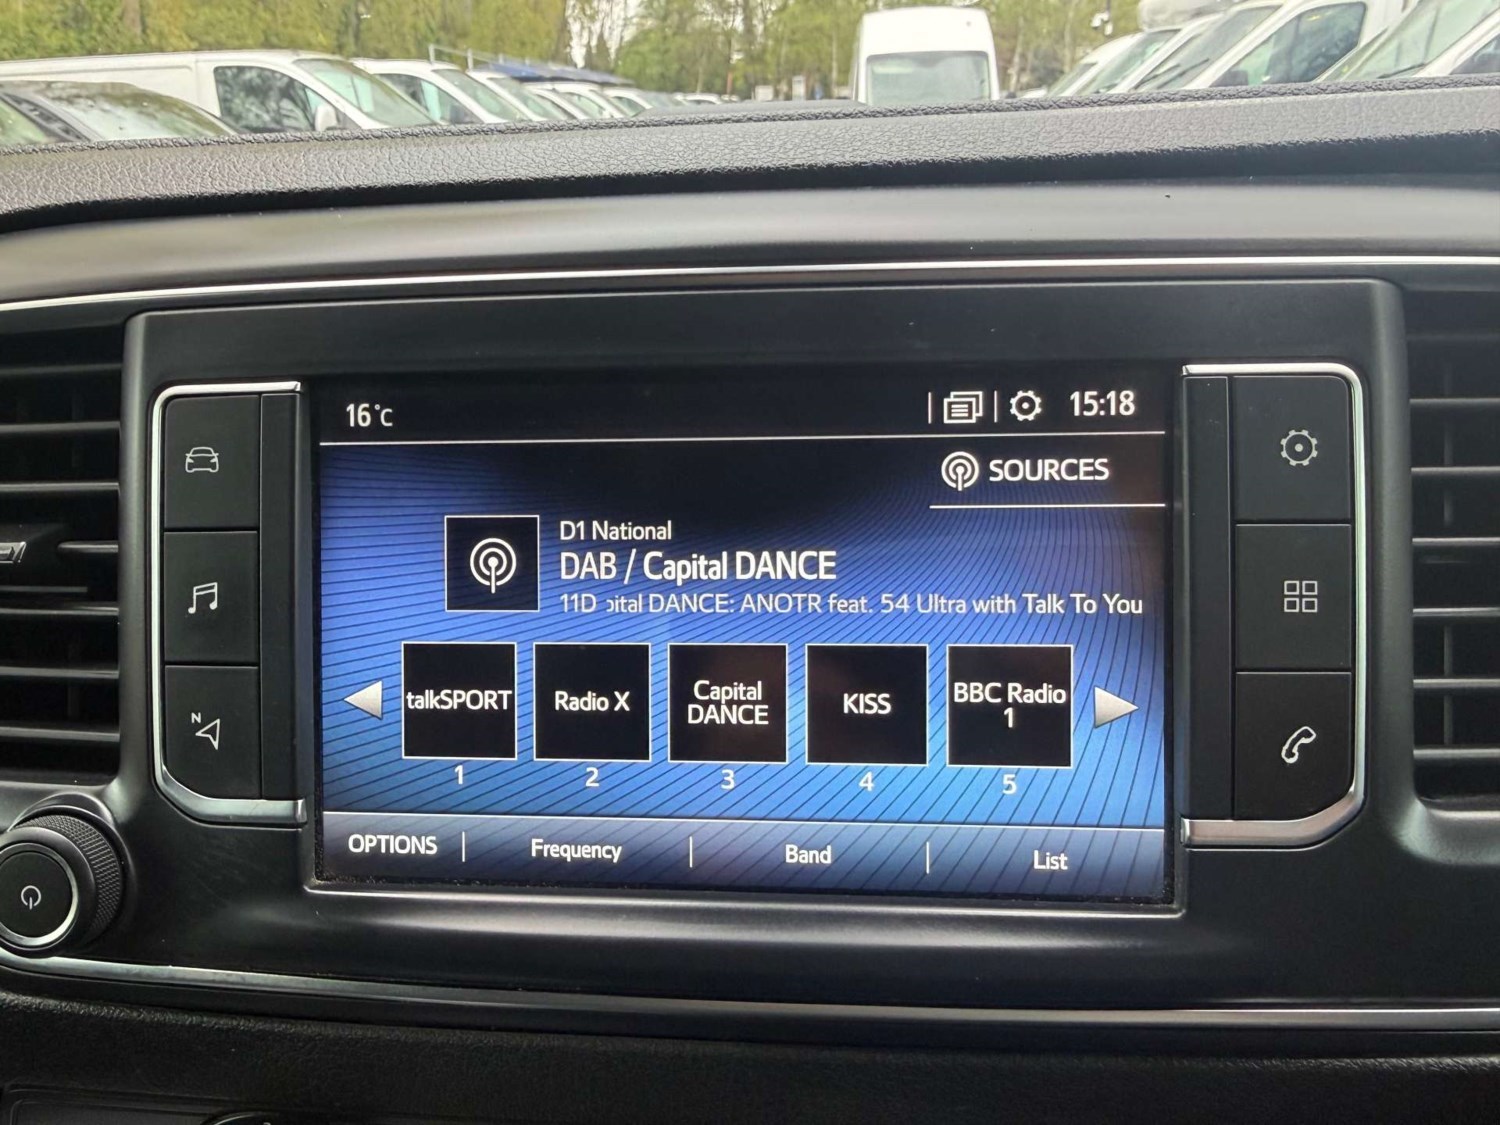 16°C
15:18
SOURCES
D1 National
DAB / Capital DANCE
11D ɔital DANCE: ANOTR feat. 54 Ultra with Talk To You
talkSPORT
Radio X
Capital
DANCE
KISS
BBC Radio
1
1
2
3
4
5
OPTIONS
Frequency
Band
List
N